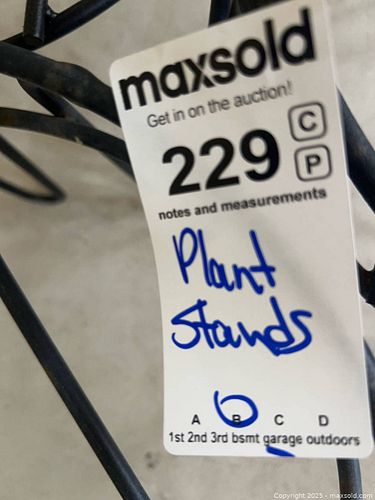 maxsold
Get in on the auction!
229
C
P
notes and measurements
Plant
Stands
A B C D
1st 2nd 3rd bsmt garage outdoors
Copyright 2025 - maxsold.com